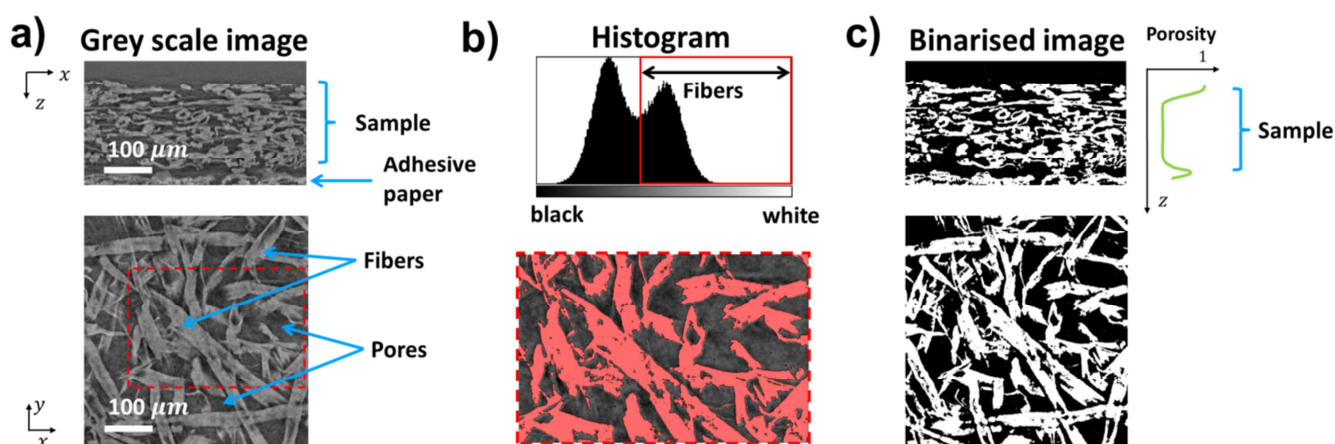 a)
Grey scale image
x
z
100 μm
Sample
Adhesive
paper
Fibers
Pores
100 μm
y
x
b)
Histogram
Fibers
black
white
c)
Binarised image
Porosity
1
Sample
z